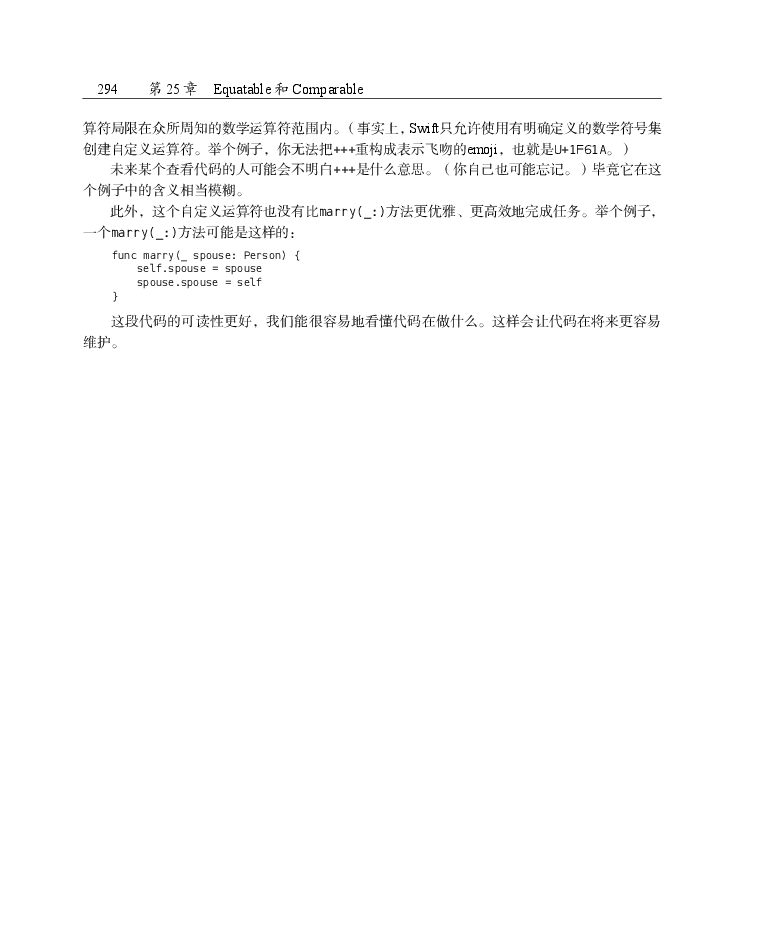 294 第 25 章 Equatable 和 Comparable
算符局限在众所周知的数学运算符范围内。（事实上，Swift只允许使用有明确定义的数学符号集
创建自定义运算符。举个例子，你无法把+++重构成表示飞吻的emoji，也就是U+1F61A。）
未来某个查看代码的人可能会不明白+++是什么意思。（你自己也可能忘记。）毕竟它在这
个例子中的含义相当模糊。
此外，这个自定义运算符也没有比marry(_:)方法更优雅、更高效地完成任务。举个例子，
一个marry(_:)方法可能是这样的：
func marry(_ spouse: Person) {
    self.spouse = spouse
    spouse.spouse = self
}
这段代码的可读性更好，我们能很容易地看懂代码在做什么。这样会让代码在将来更容易
维护。